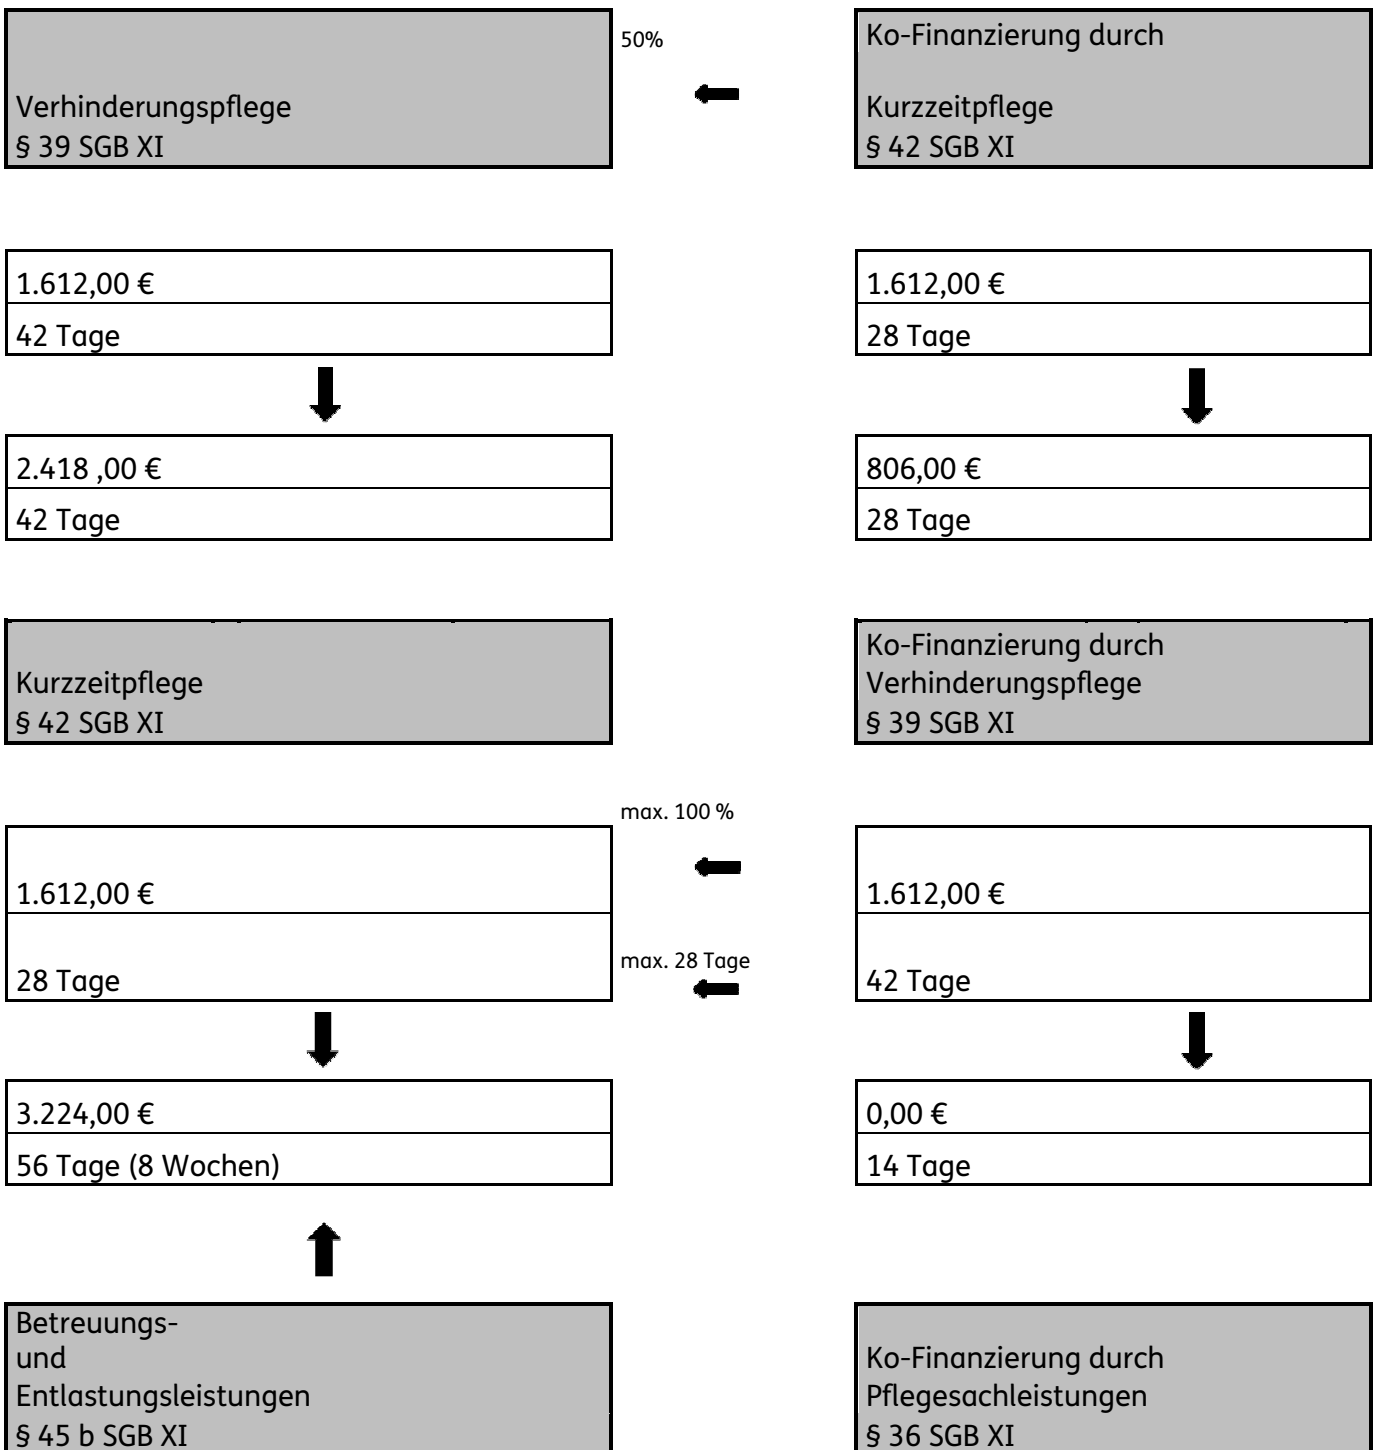 Verhinderungspflege
§ 39 SGB XI
50%
Ko-Finanzierung durch
Kurzzeitpflege
§ 42 SGB XI
1.612,00 €
42 Tage
1.612,00 €
28 Tage
2.418 ,00 €
42 Tage
806,00 €
28 Tage
Kurzzeitpflege
§ 42 SGB XI
Ko-Finanzierung durch
Verhinderungspflege
§ 39 SGB XI
max. 100 %
1.612,00 €
28 Tage
max. 28 Tage
1.612,00 €
42 Tage
3.224,00 €
56 Tage (8 Wochen)
0,00 €
14 Tage
Betreuungs-
und
Entlastungsleistungen
§ 45 b SGB XI
Ko-Finanzierung durch
Pflegesachleistungen
§ 36 SGB XI